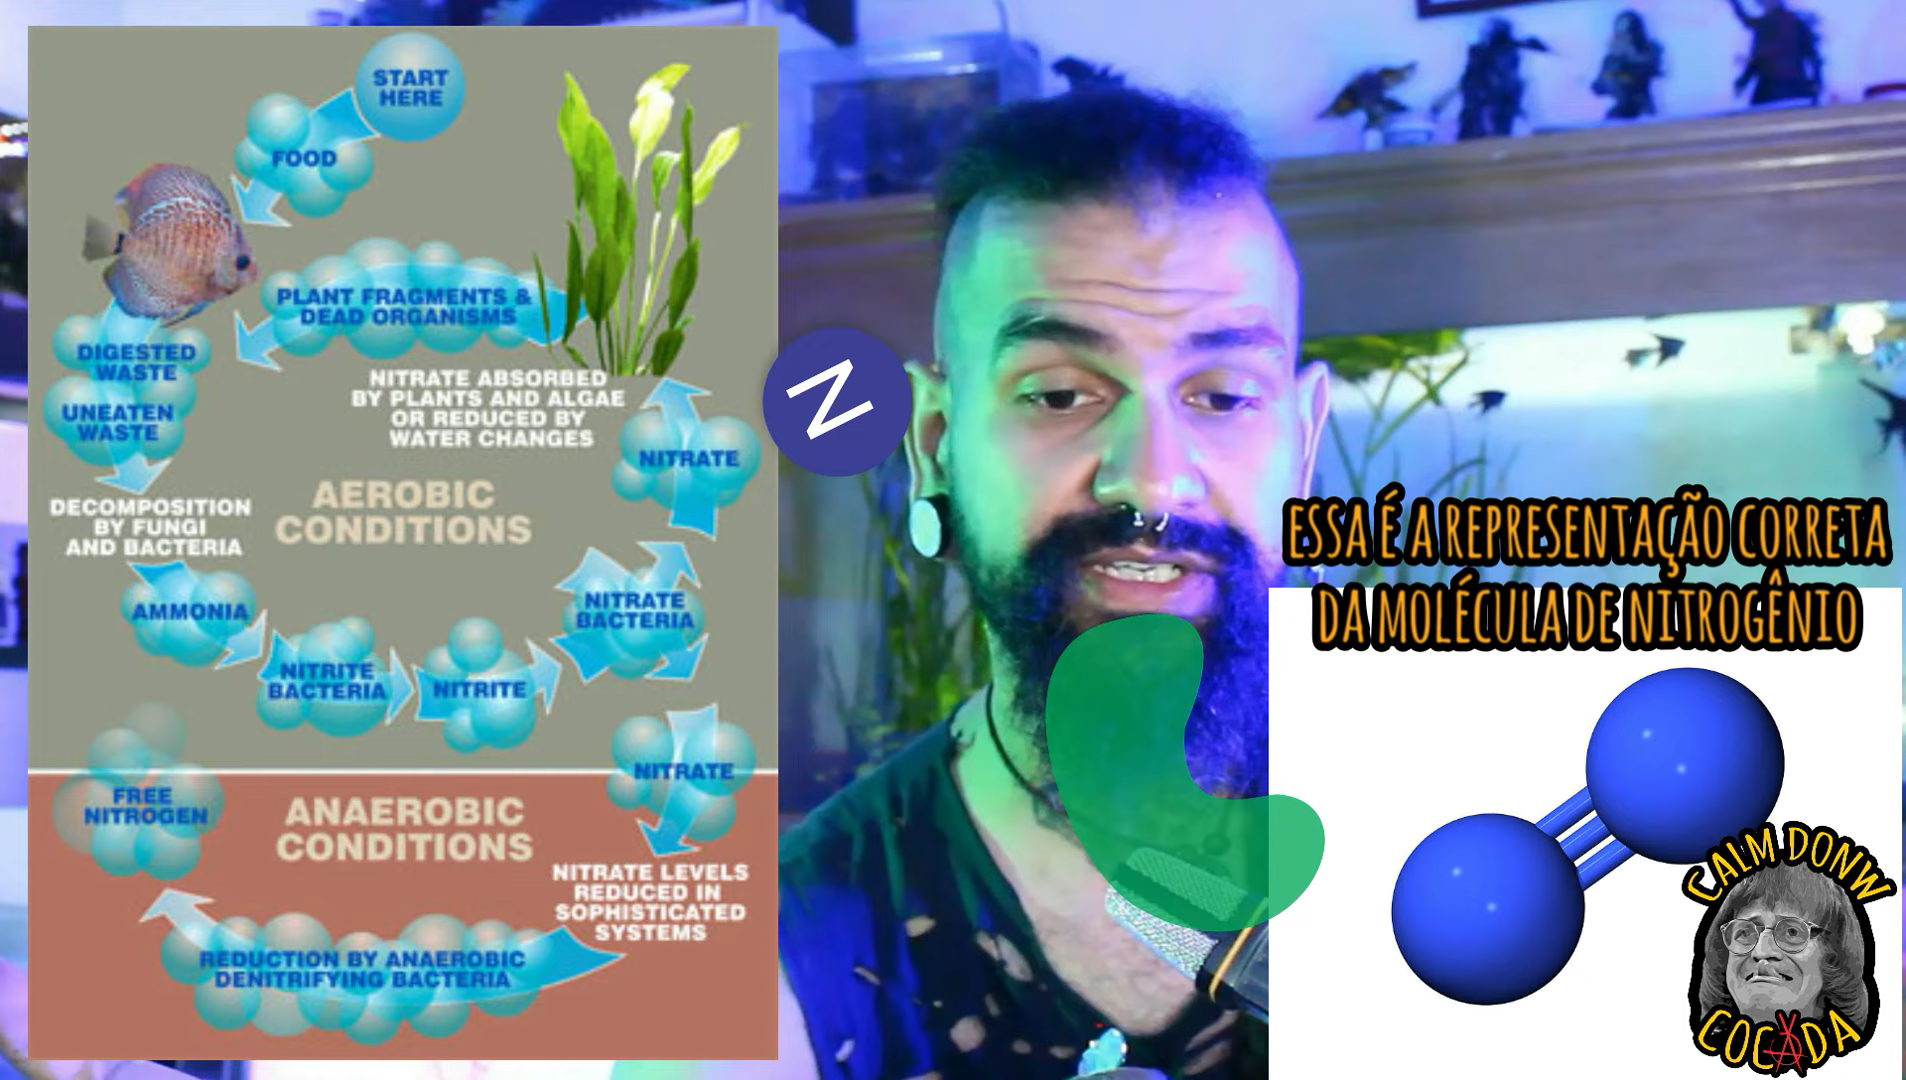 START
HERE
FOOD
PLANT FRAGMENTS &
DEAD ORGANISMS
DIGESTED
WASTE
UNEATEN
WASTE
NITRATE ABSORBED
BY PLANTS AND ALGAE
OR REDUCED BY
WATER CHANGES
NITRATE
DECOMPOSITION
BY FUNGI
AND BACTERIA
AEROBIC
CONDITIONS
AMMONIA
NITRITE
BACTERIA
NITRITE
NITRATE
BACTERIA
NITRATE
FREE
NITROGEN
ANAEROBIC
CONDITIONS
NITRATE LEVELS
REDUCED IN
SOPHISTICATED
SYSTEMS
REDUCTION BY ANAEROBIC
DENITRIFYING BACTERIA
N
ESSA É A REPRESENTAÇÃO CORRETA
DA MOLÉCULA DE NITROGÊNIO
CALM DONW
COCADA